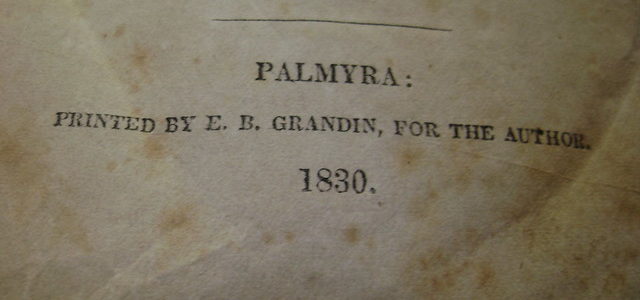 PALMYRA:
PRINTED BY E. B. GRANDIN, FOR THE AUTHOR.
1830.